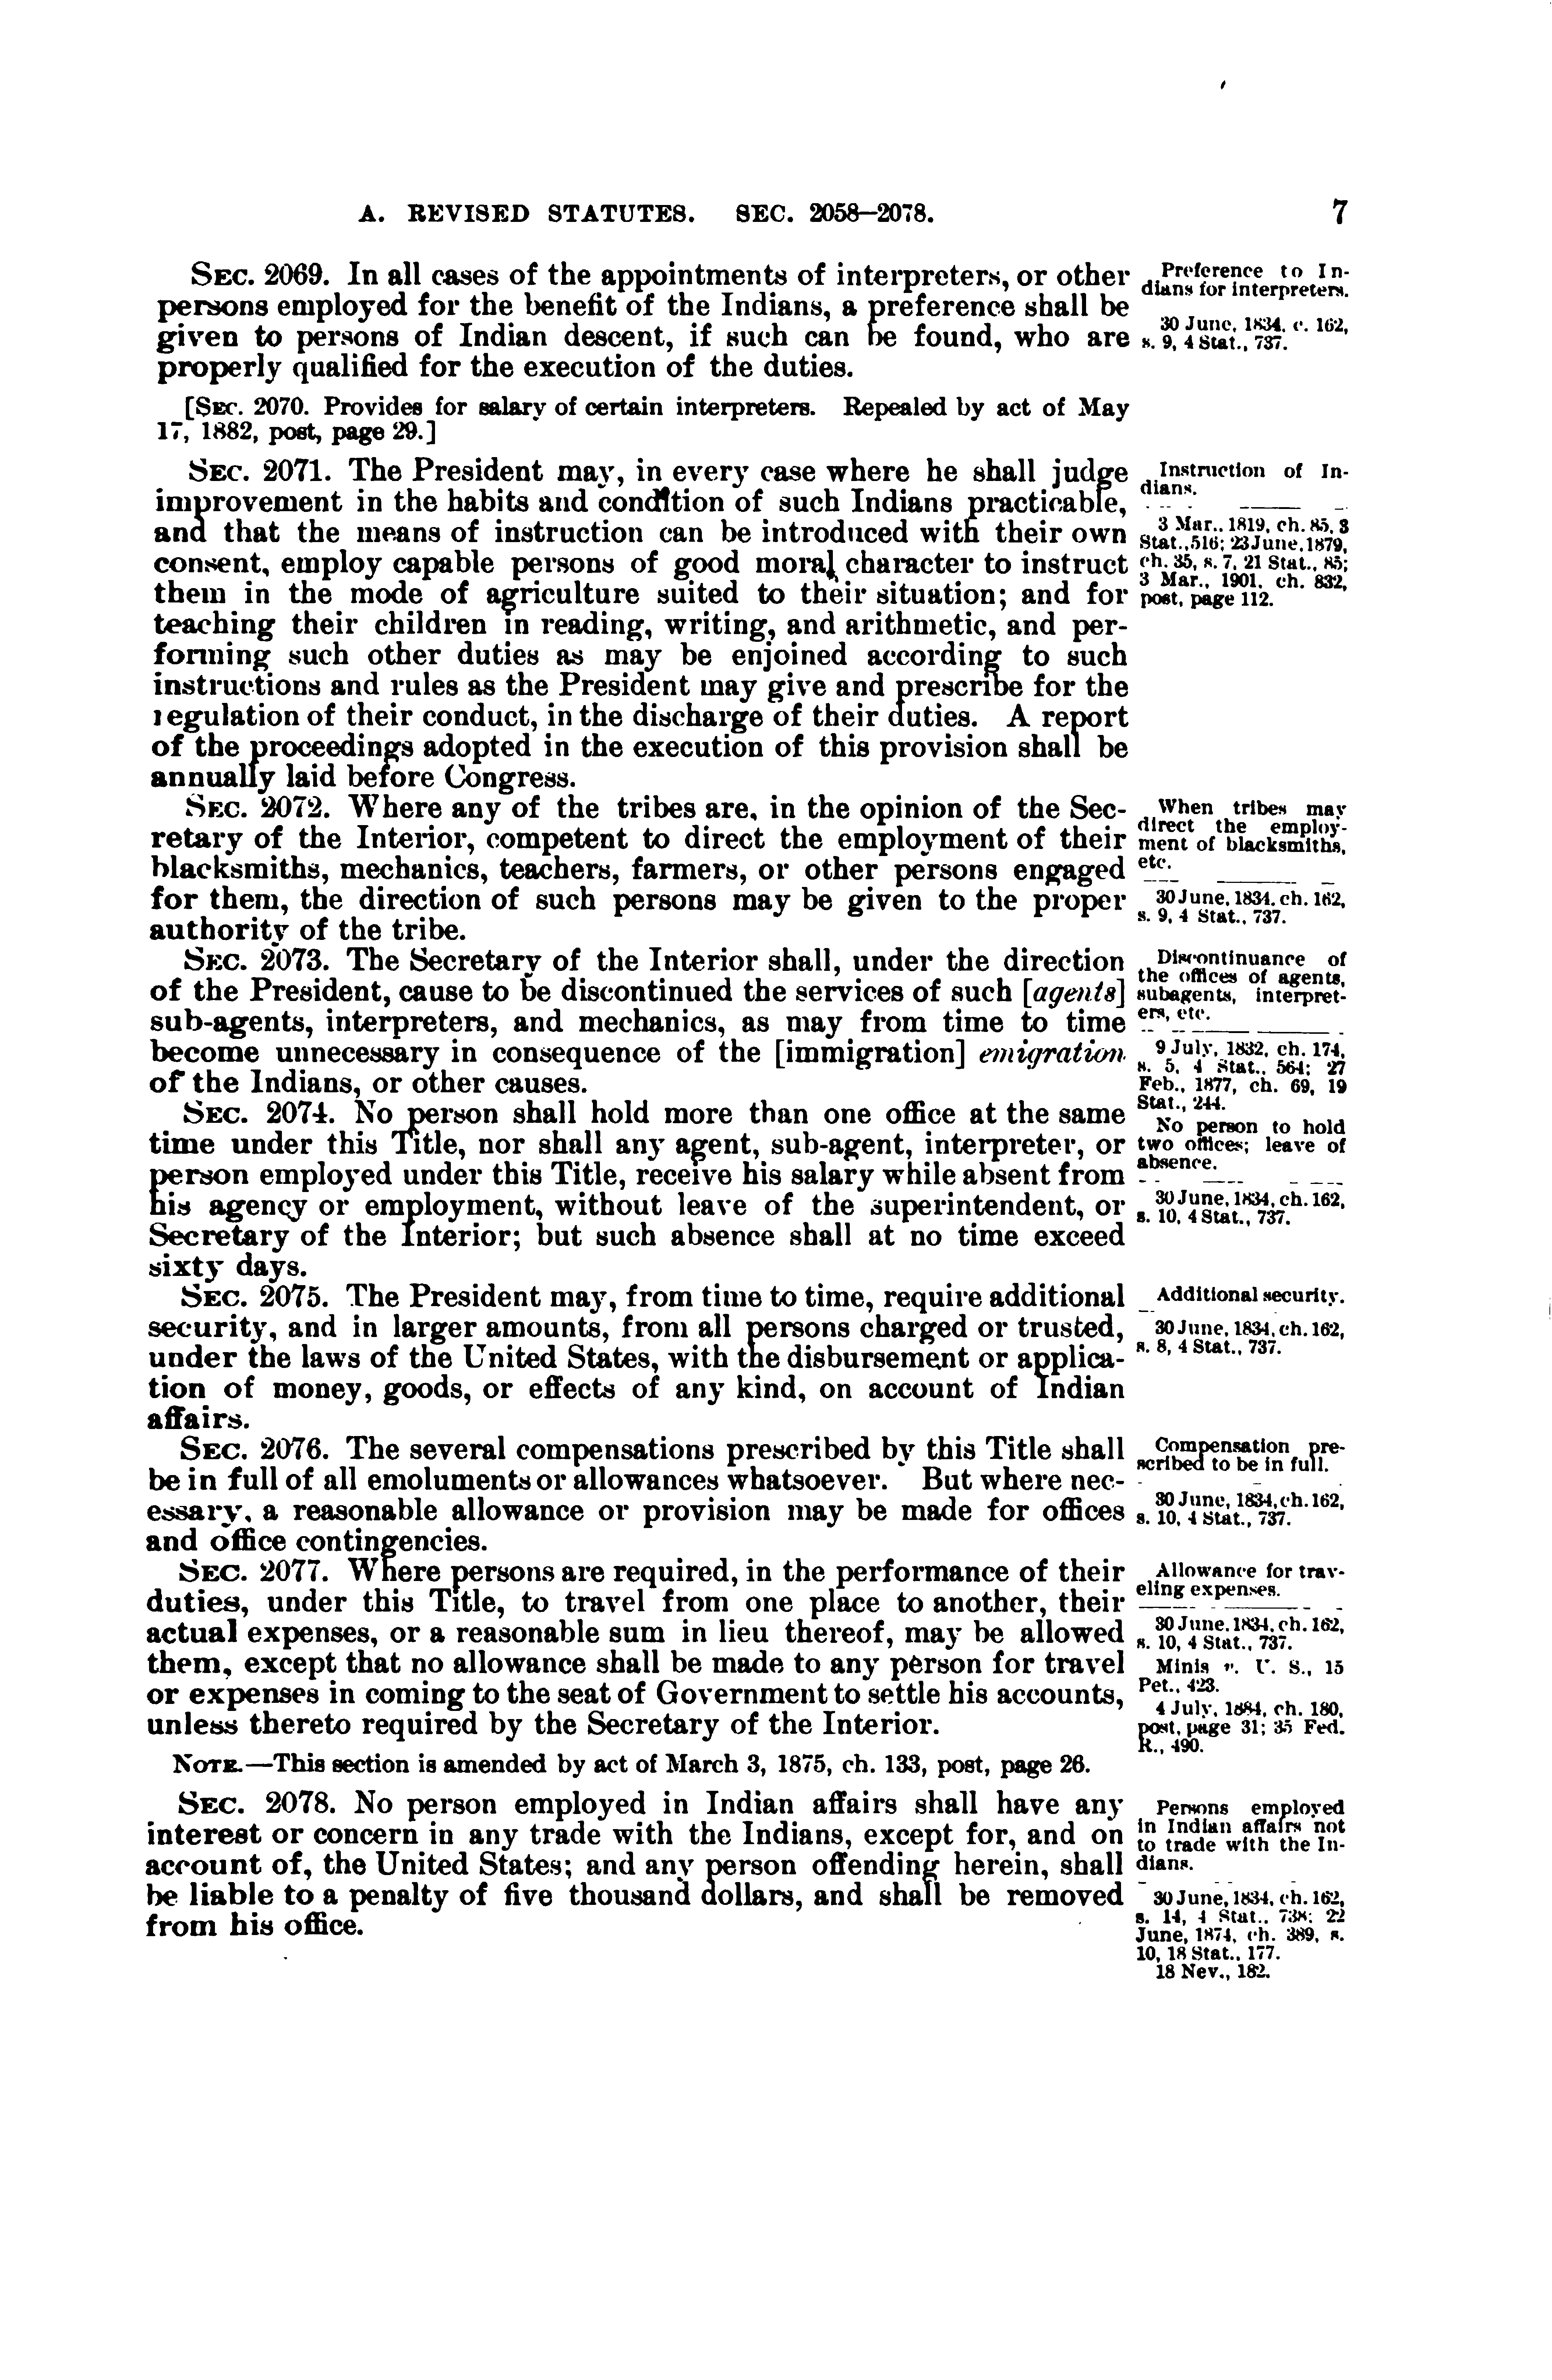 A. REVISED STATUTES. SEC. 2058–2078. 7
SEC. 2069. In all cases of the appointments of interpreters, or other
persons employed for the benefit of the Indians, a preference shall be
given to persons of Indian descent, if such can be found, who are
properly qualified for the execution of the duties.
Preference to In-
dians for interpreters.
30 June, 1834, c. 162,
s. 9, 4 Stat., 737.
[SEC. 2070. Provides for salary of certain interpreters. Repealed by act of May
17, 1882, post, page 29.]
SEC. 2071. The President may, in every case where he shall judge
improvement in the habits and condition of such Indians practicable,
and that the means of instruction can be introduced with their own
consent, employ capable persons of good moral character to instruct
them in the mode of agriculture suited to their situation; and for
teaching their children in reading, writing, and arithmetic, and per-
forming such other duties as may be enjoined according to such
instructions and rules as the President may give and prescribe for the
regulation of their conduct, in the discharge of their duties. A report
of the proceedings adopted in the execution of this provision shall be
annually laid before Congress.
Instruction of In-
dians.
3 Mar., 1819, ch. 85, 3
Stat., 516; 23 June, 1879,
ch. 35, s. 7, 21 Stat., 85;
3 Mar., 1901, ch. 832,
post, page 112.
SEC. 2072. Where any of the tribes are, in the opinion of the Sec-
retary of the Interior, competent to direct the employment of their
blacksmiths, mechanics, teachers, farmers, or other persons engaged
for them, the direction of such persons may be given to the proper
authority of the tribe.
When tribes may
direct the employ-
ment of blacksmiths,
etc.
30 June, 1834, ch. 162,
s. 9, 4 Stat., 737.
SEC. 2073. The Secretary of the Interior shall, under the direction
of the President, cause to be discontinued the services of such [agents]
sub-agents, interpreters, and mechanics, as may from time to time
become unnecessary in consequence of the [immigration] emigration
of the Indians, or other causes.
Discontinuance of
the offices of agents,
subagents, interpret-
ers, etc.
9 July, 1832, ch. 174,
s. 5, 4 Stat., 564; 27
Feb., 1877, ch. 69, 19
Stat., 244.
SEC. 2074. No person shall hold more than one office at the same
time under this Title, nor shall any agent, sub-agent, interpreter, or
person employed under this Title, receive his salary while absent from
his agency or employment, without leave of the superintendent, or
Secretary of the Interior; but such absence shall at no time exceed
sixty days.
No person to hold
two offices; leave of
absence.
30 June, 1834, ch. 162,
s. 10, 4 Stat., 737.
SEC. 2075. The President may, from time to time, require additional
security, and in larger amounts, from all persons charged or trusted,
under the laws of the United States, with the disbursement or applica-
tion of money, goods, or effects of any kind, on account of Indian
affairs.
Additional security.
30 June, 1834, ch. 162,
s. 8, 4 Stat., 737.
SEC. 2076. The several compensations prescribed by this Title shall
be in full of all emoluments or allowances whatsoever. But where nec-
essary, a reasonable allowance or provision may be made for offices
and office contingencies.
Compensation pre-
scribed to be in full.
30 June, 1834, ch. 162,
s. 10, 4 Stat., 737.
SEC. 2077. Where persons are required, in the performance of their
duties, under this Title, to travel from one place to another, their
actual expenses, or a reasonable sum in lieu thereof, may be allowed
them, except that no allowance shall be made to any person for travel
or expenses in coming to the seat of Government to settle his accounts,
unless thereto required by the Secretary of the Interior.
Allowance for trav-
eling expenses.
30 June, 1834, ch. 162,
s. 10, 4 Stat., 737.
Minis v. U. S., 15
Pet., 423.
4 July, 1884, ch. 180,
post, page 31; 35 Fed.
R., 490.
NOTE.—This section is amended by act of March 3, 1875, ch. 133, post, page 26.
SEC. 2078. No person employed in Indian affairs shall have any
interest or concern in any trade with the Indians, except for, and on
account of, the United States; and any person offending herein, shall
be liable to a penalty of five thousand dollars, and shall be removed
from his office.
Persons employed
in Indian affairs not
to trade with the In-
dians.
30 June, 1834, ch. 162,
s. 14, 4 Stat., 738; 22
June, 1874, ch. 389, s.
10, 18 Stat., 177.
18 Nev., 182.